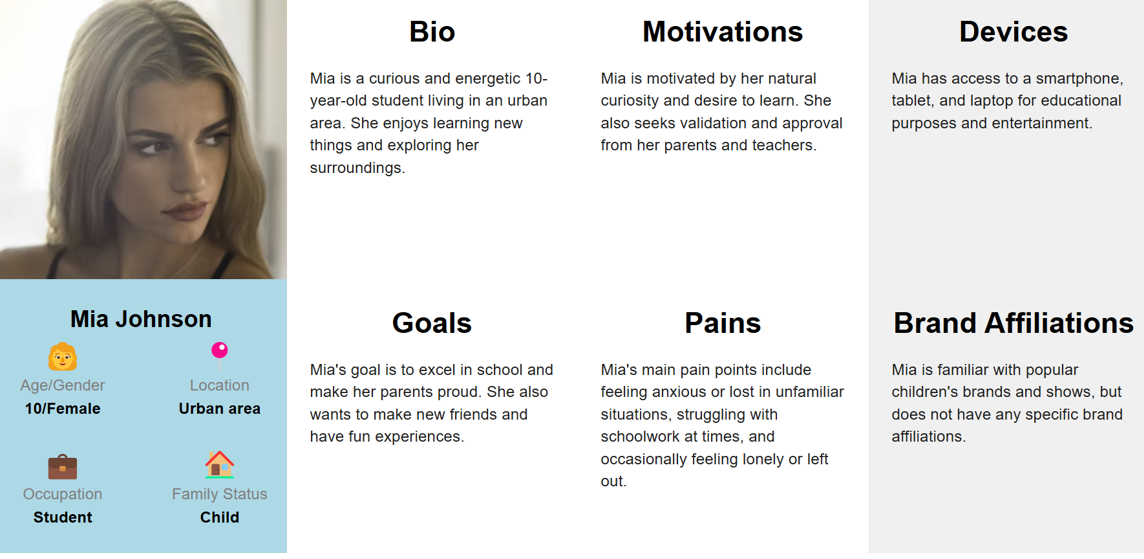 Bio
Mia is a curious and energetic 10-
year-old student living in an urban
area. She enjoys learning new
things and exploring her
surroundings.
Motivations
Mia is motivated by her natural
curiosity and desire to learn. She
also seeks validation and approval
from her parents and teachers.
Devices
Mia has access to a smartphone,
tablet, and laptop for educational
purposes and entertainment.
Mia Johnson
Age/Gender
10/Female
Location
Urban area
Occupation
Student
Family Status
Child
Goals
Mia's goal is to excel in school and
make her parents proud. She also
wants to make new friends and
have fun experiences.
Pains
Mia's main pain points include
feeling anxious or lost in unfamiliar
situations, struggling with
schoolwork at times, and
occasionally feeling lonely or left
out.
Brand Affiliations
Mia is familiar with popular
children's brands and shows, but
does not have any specific brand
affiliations.